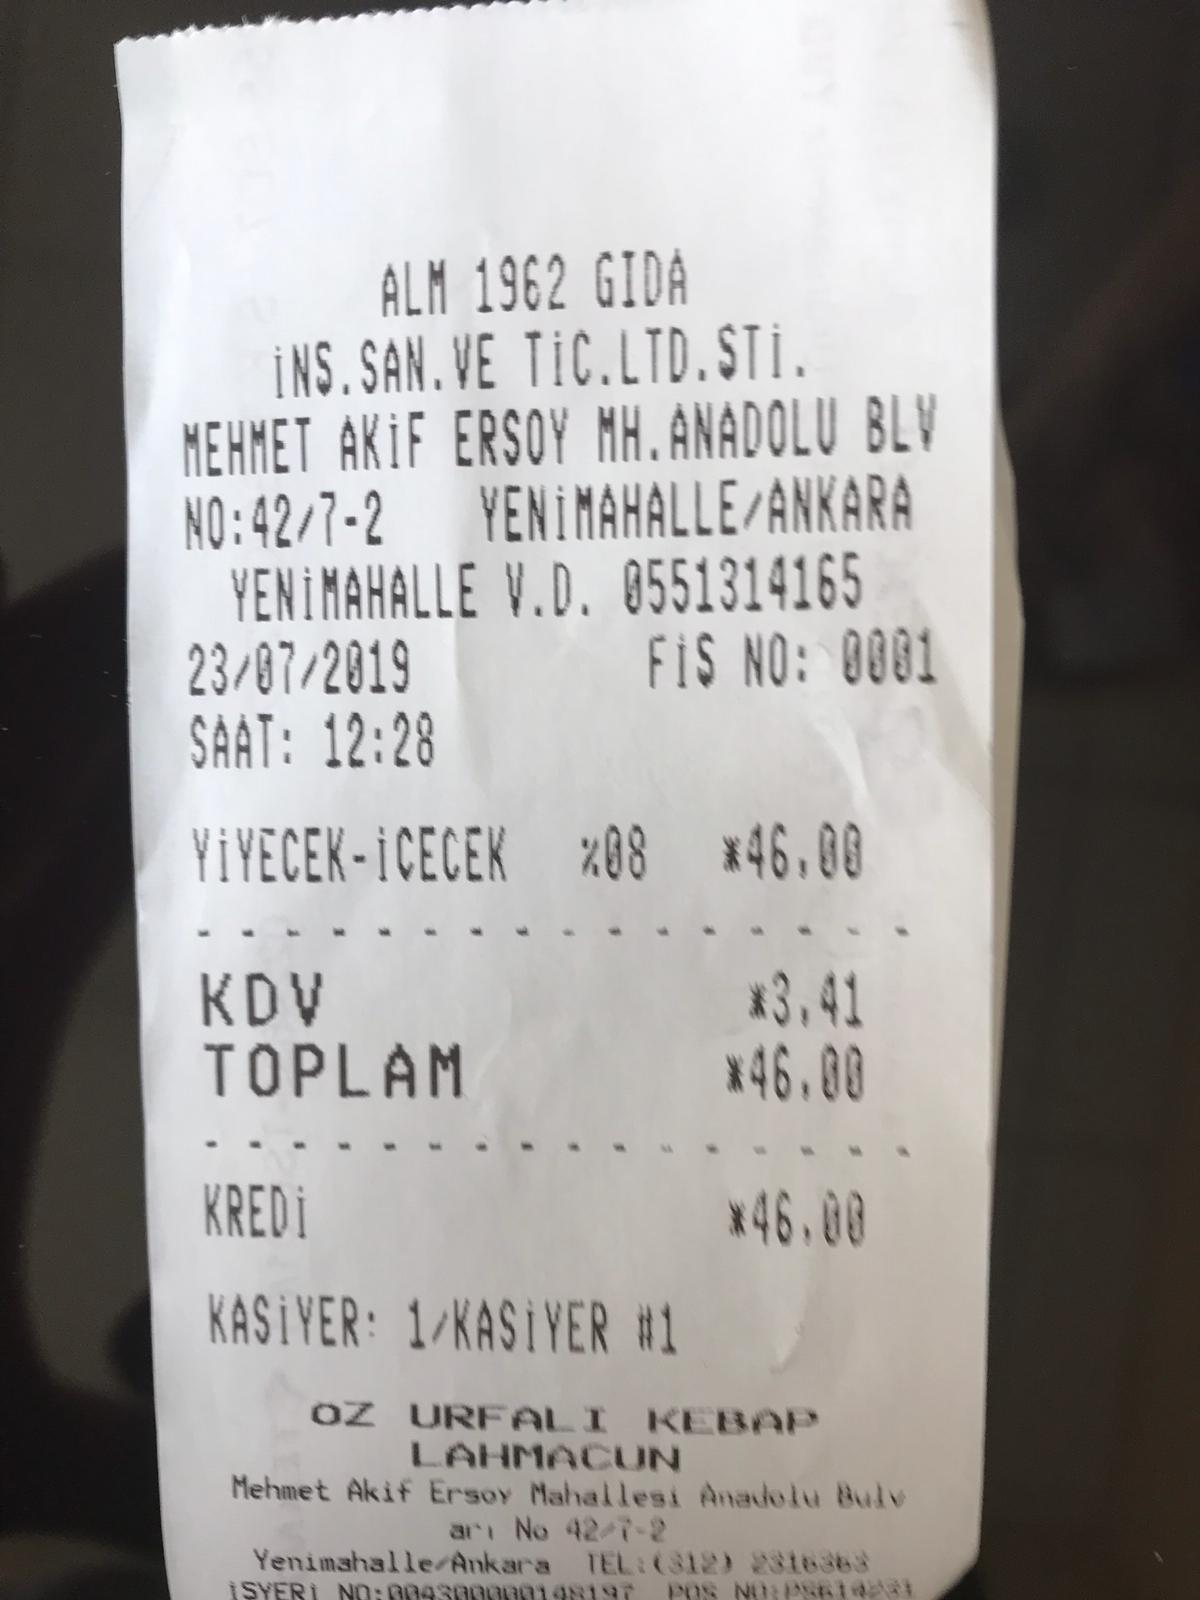 ALM 1962 GIDA
İNS.SAN.VE TİC.LTD.STİ.
MEHMET AKİF ERSOY MH.ANADOLU BLV
NO:42/7-2 YENİMAHALLE/ANKARA
YENİMAHALLE V.D. 0551314165
23/07/2019 FİŞ NO: 0001
SAAT: 12:28
YİYECEK-İÇECEK %08 *46,00
KDV *3,41
TOPLAM *46,00
KREDİ *46,00
KASİYER: 1/KASİYER #1
OZ URFALI KEBAP
LAHMACUN
Mehmet Akif Ersoy Mahallesi Anadolu Bulv
arı No 42/7-2
Yenimahalle/Ankara TEL:(312) 2316363
İŞYERİ NO:004300000148197 POS NO:PS614231